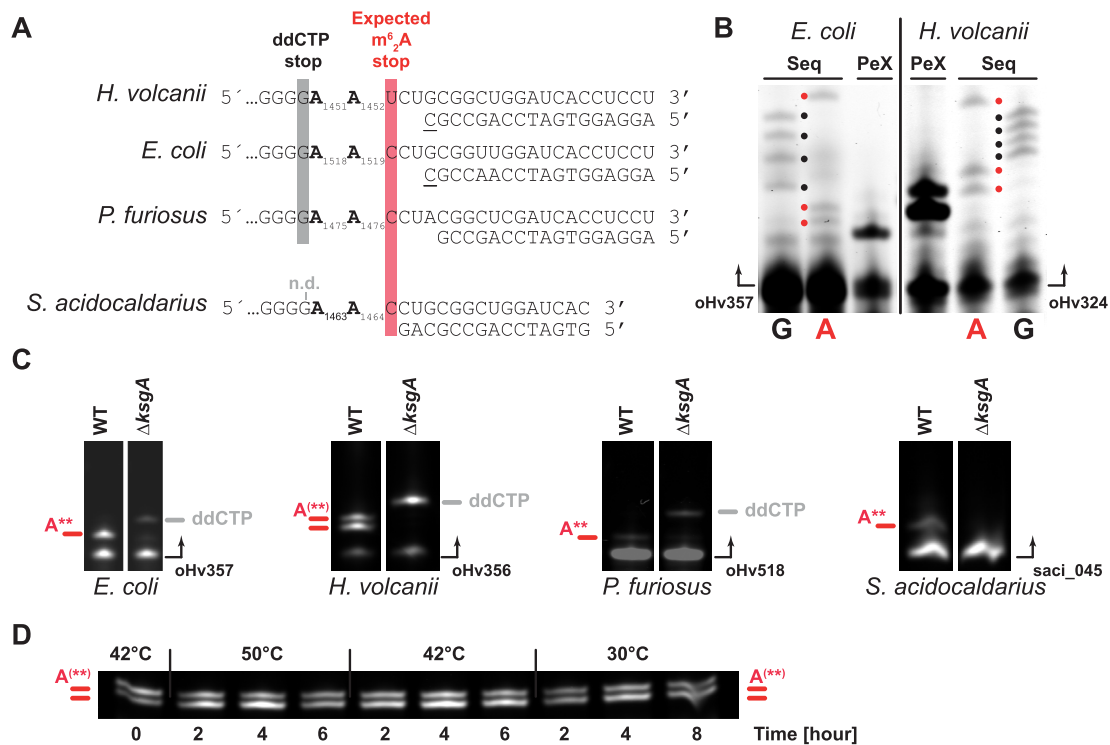 A
ddCTP
stop
Expected
m⁶₂A
stop
H. volcanii 5´…GGGGA1451A1452UCUGCGGCUGGAUCACCUCCU 3′
CGCCGACCTAGTGGAGGA 5′
E. coli 5´…GGGGA1518A1519CCUGCGGUUGGAUCACCUCCU 3′
CGCCAACCTAGTGGAGGA 5′
P. furiosus 5´…GGGGA1475A1476CCUACGGCUCGAUCACCUCCU 3′
GCCGACCTAGTGGAGGA 5′
n.d.
S. acidocaldarius 5´…GGGGA1463A1464CCUGCGGCUGGAUCAC 3′
GACGCCGACCTAGTG 5′
B
E. coli H. volcanii
Seq PeX PeX Seq
oHv357 oHv324
G A A G
C
WT ΔksgA WT ΔksgA WT ΔksgA WT ΔksgA
A** ddCTP A(**) ddCTP A** ddCTP A**
oHv357 oHv356 oHv518 saci_045
E. coli H. volcanii P. furiosus S. acidocaldarius
D
42°C 50°C 42°C 30°C
A(**) A(**)
0 2 4 6 2 4 6 2 4 8 Time [hour]